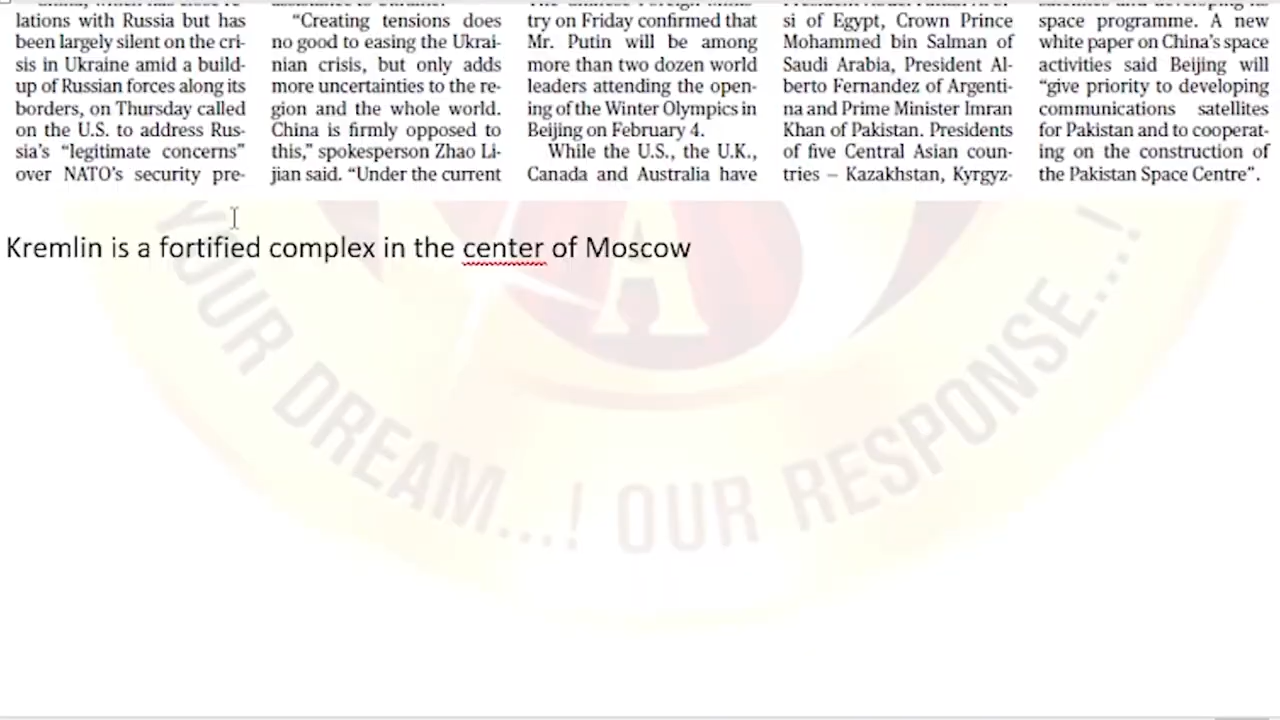 lations with Russia but has
been largely silent on the cri-
sis in Ukraine amid a build-
up of Russian forces along its
borders, on Thursday called
on the U.S. to address Rus-
sia's “legitimate concerns”
over NATO's security pre-
“Creating tensions does
no good to easing the Ukrai-
nian crisis, but only adds
more uncertainties to the re-
gion and the whole world.
China is firmly opposed to
this,” spokesperson Zhao Li-
jian said. “Under the current
try on Friday confirmed that
Mr. Putin will be among
more than two dozen world
leaders attending the open-
ing of the Winter Olympics in
Beijing on February 4.
While the U.S., the U.K.,
Canada and Australia have
si of Egypt, Crown Prince
Mohammed bin Salman of
Saudi Arabia, President Al-
berto Fernandez of Argenti-
na and Prime Minister Imran
Khan of Pakistan. Presidents
of five Central Asian coun-
tries – Kazakhstan, Kyrgyz-
space programme. A new
white paper on China's space
activities said Beijing will
“give priority to developing
communications satellites
for Pakistan and to cooperat-
ing on the construction of
the Pakistan Space Centre”.
Kremlin is a fortified complex in the center of Moscow
YOUR DREAM...! OUR RESPONSE...!